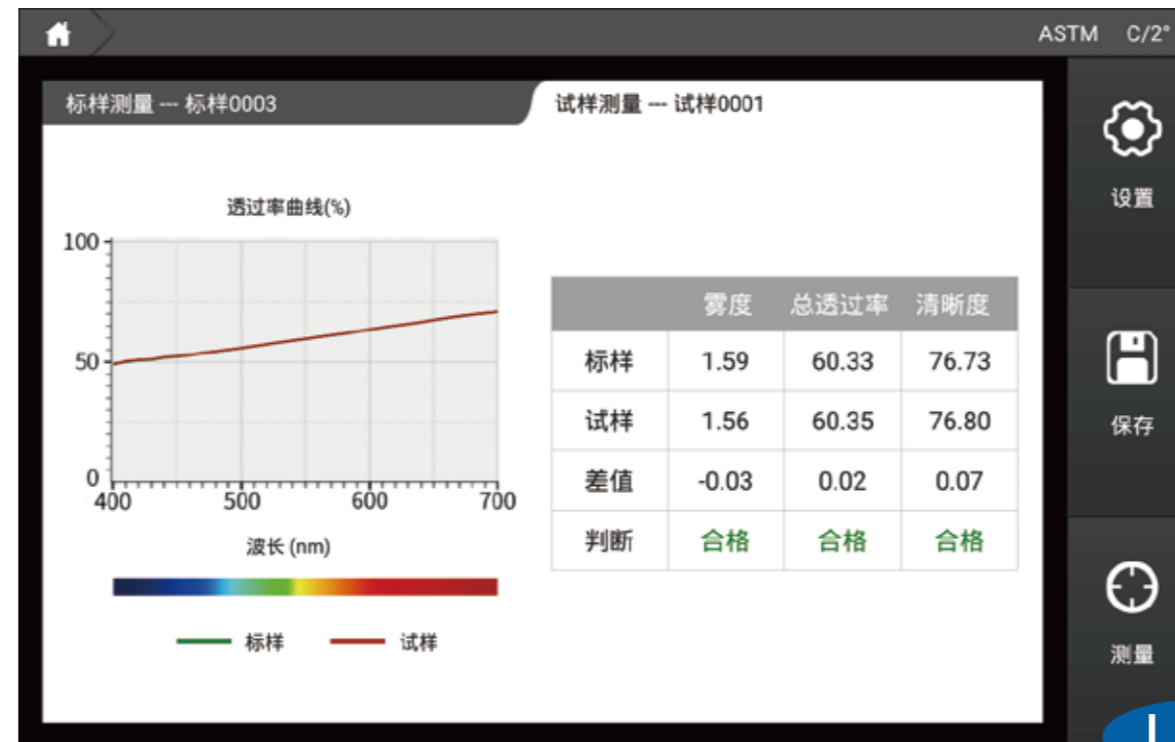 ASTM C/2°
标样测量 --- 标样0003
试样测量 --- 试样0001
设置
透过率曲线(%)
100
50
0
400 500 600 700
波长 (nm)
标样 试样
雾度 总透过率 清晰度
标样 1.59 60.33 76.73
试样 1.56 60.35 76.80
差值 -0.03 0.02 0.07
判断 合格 合格 合格
保存
测量